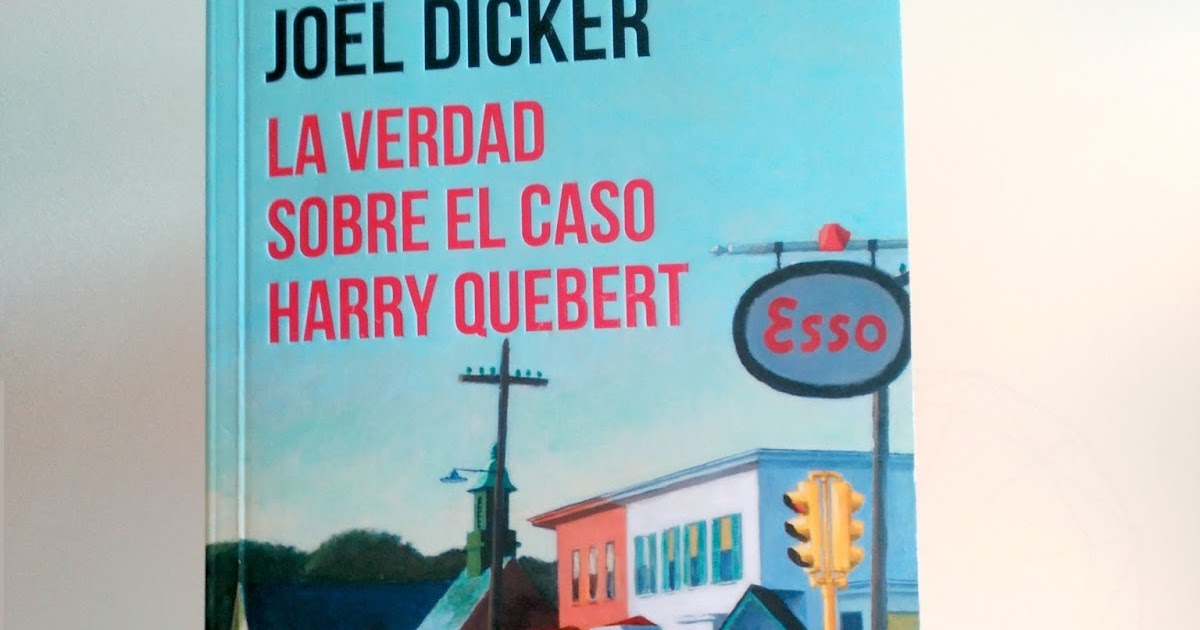 JOËL DICKER
LA VERDAD
SOBRE EL CASO
HARRY QUEBERT
Esso